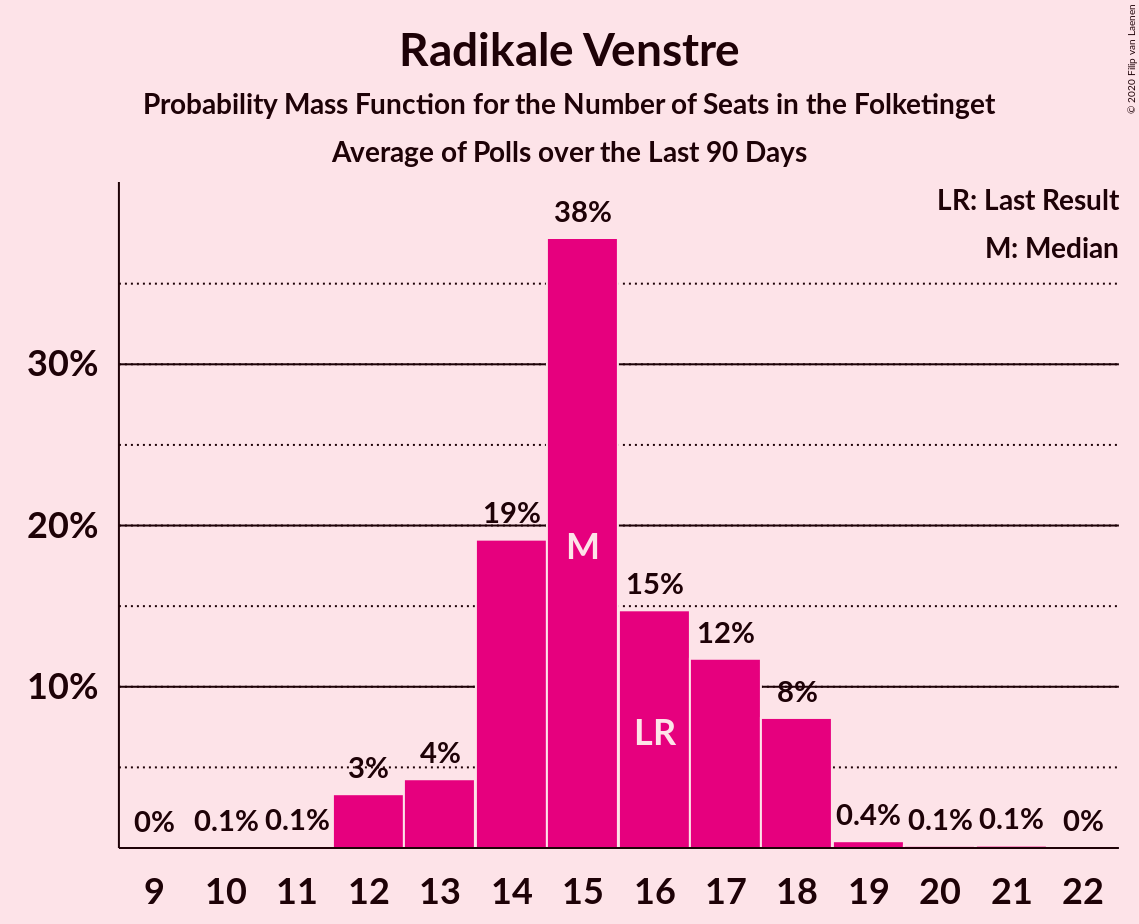 Radikale Venstre
Probability Mass Function for the Number of Seats in the Folketinget
Average of Polls over the Last 90 Days
© 2020 Filip van Laenen
LR: Last Result
M: Median
38%
30%
20%
19%
M
15%
12%
10%
8%
LR
4%
3%
0% 0.1% 0.1% 0.4% 0.1% 0.1% 0%
9 10 11 12 13 14 15 16 17 18 19 20 21 22